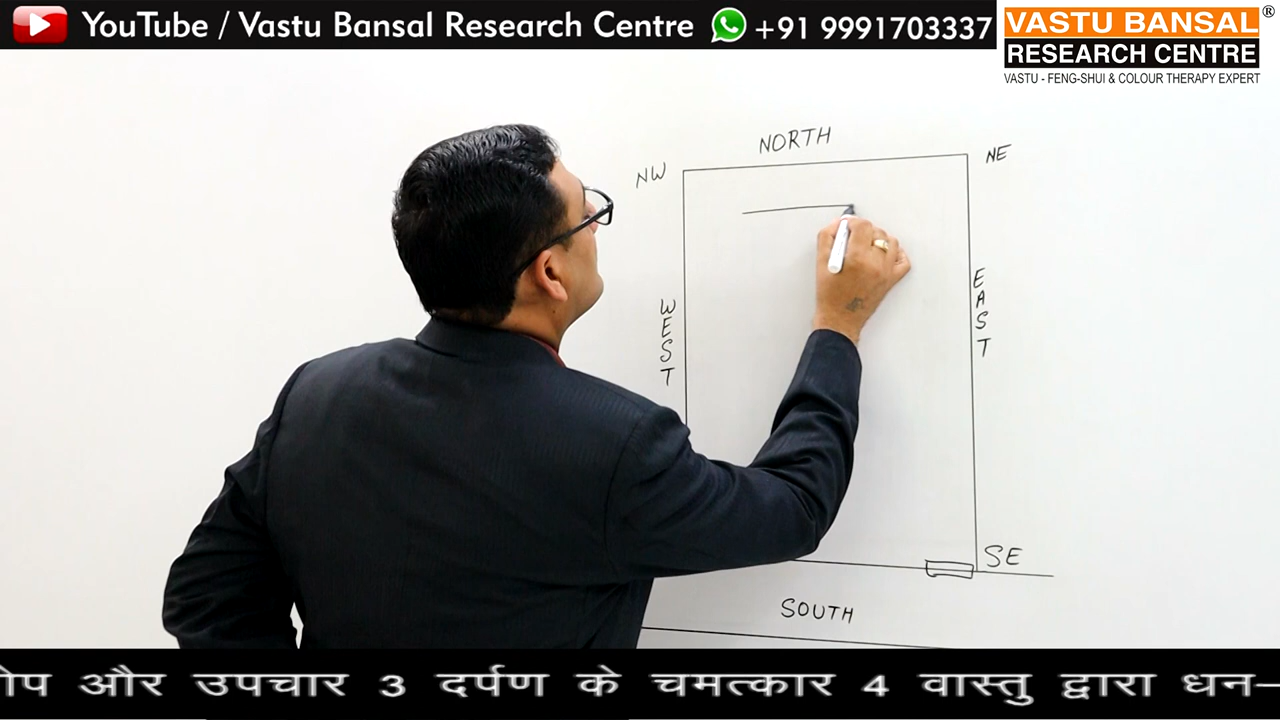 YouTube / Vastu Bansal Research Centre +91 9991703337
VASTU BANSAL®
RESEARCH CENTRE
VASTU - FENG-SHUI & COLOUR THERAPY EXPERT
NORTH
NW
NE
WEST
EAST
SE
SOUTH
और उपचार 3 दर्पण के चमत्कार 4 वास्तु द्वारा धन–